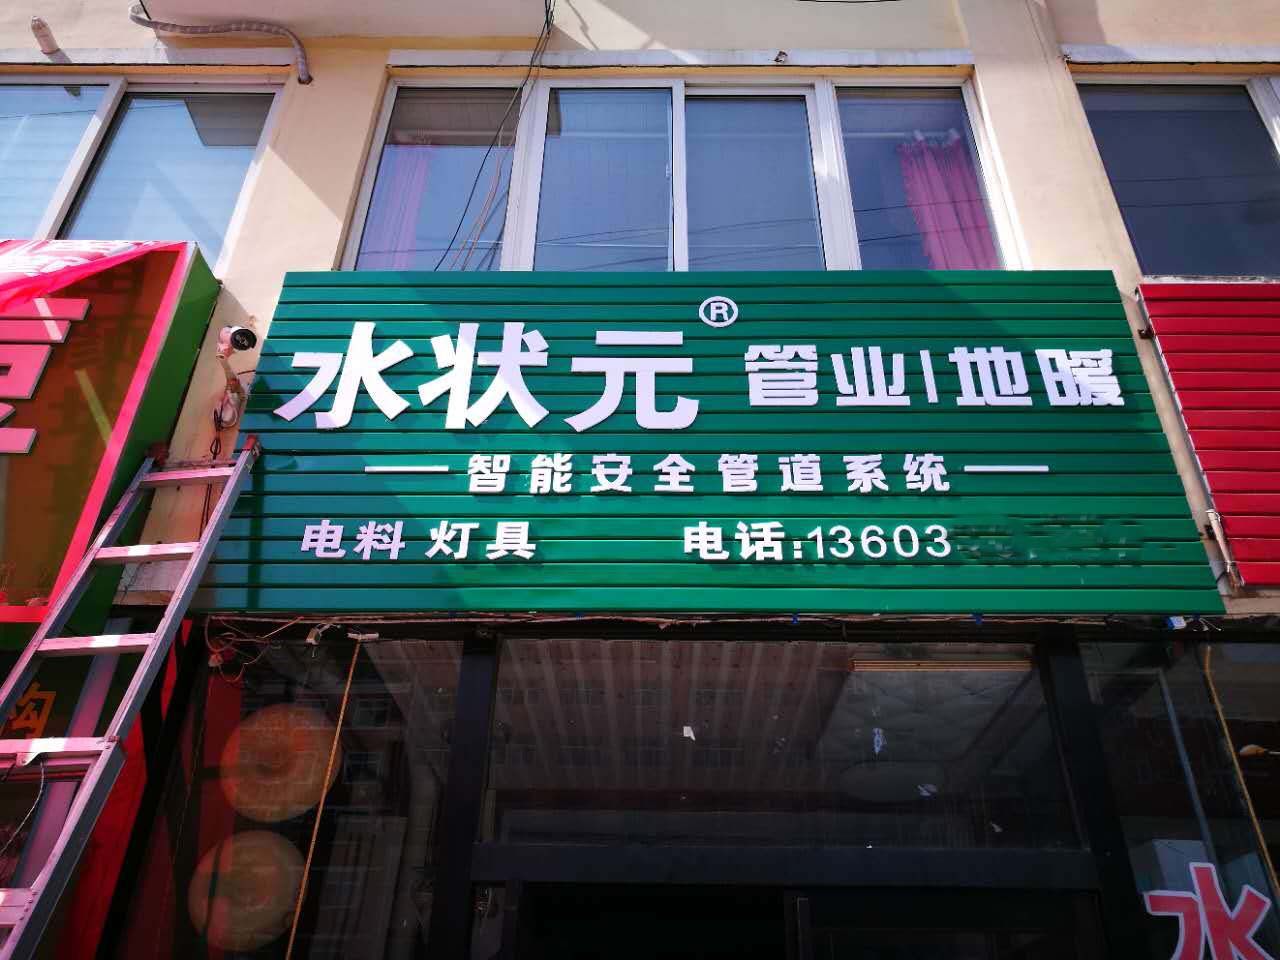 水状元® 管业|地暖
—智能安全管道系统—
电料 灯具 电话:13603
水